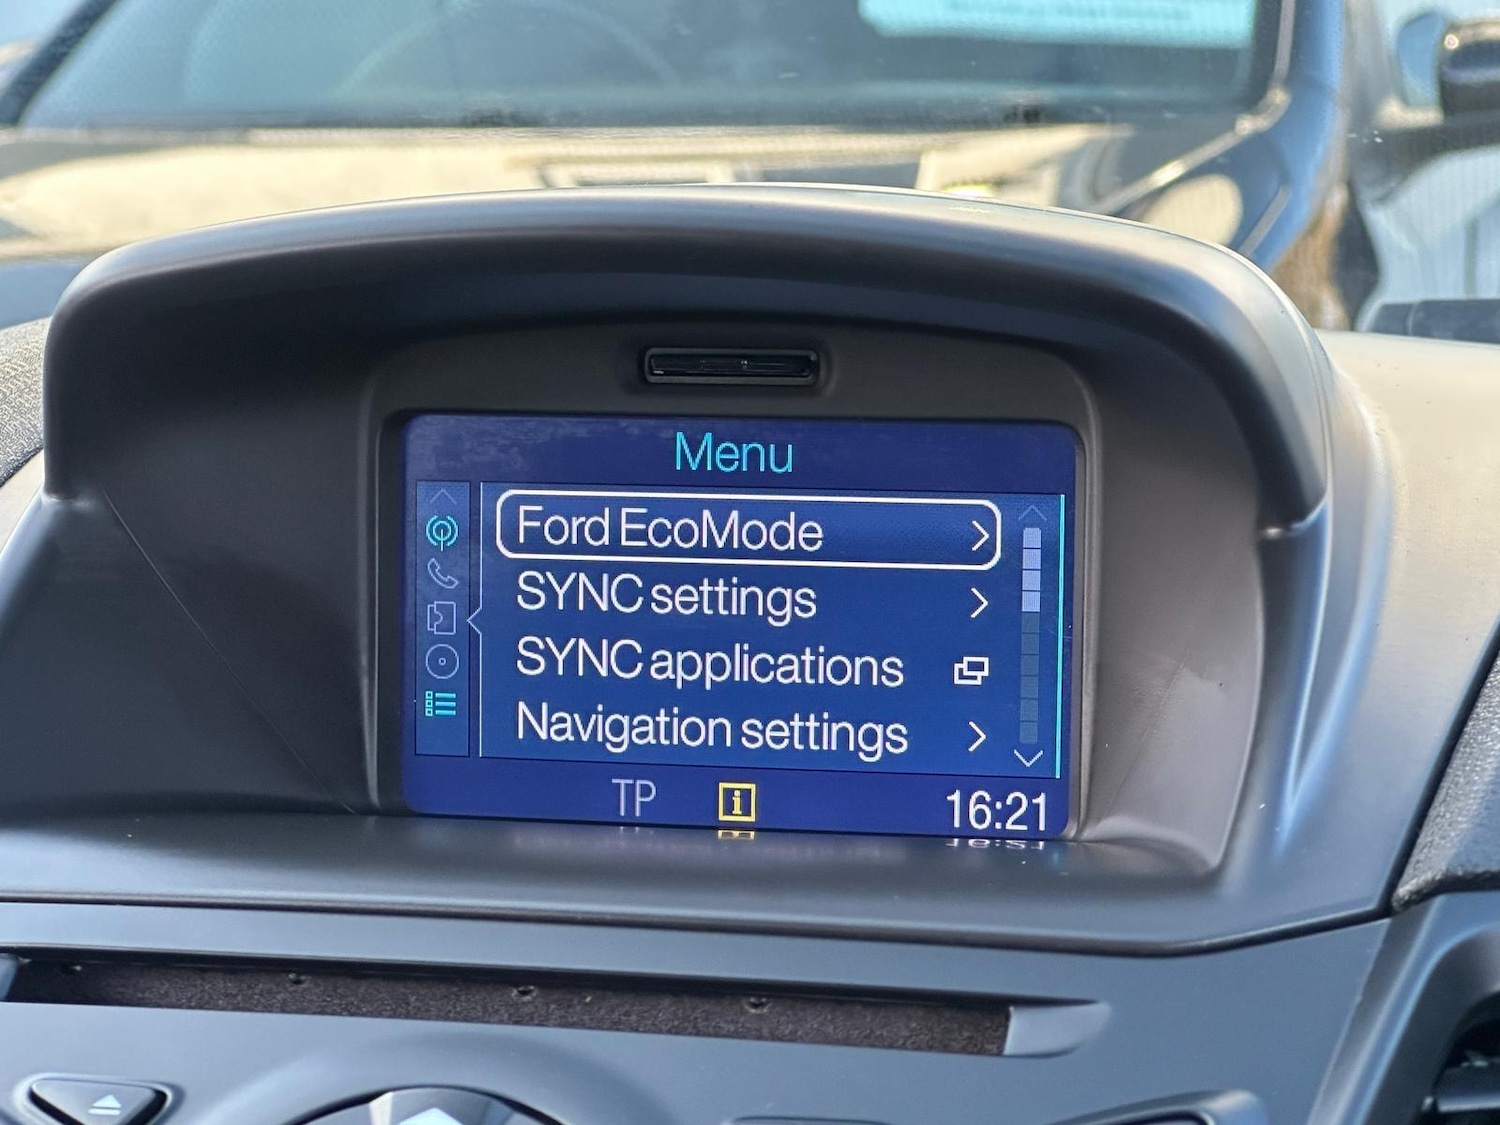 Menu
Ford EcoMode
SYNC settings
SYNC applications
Navigation settings
TP
i
16:21